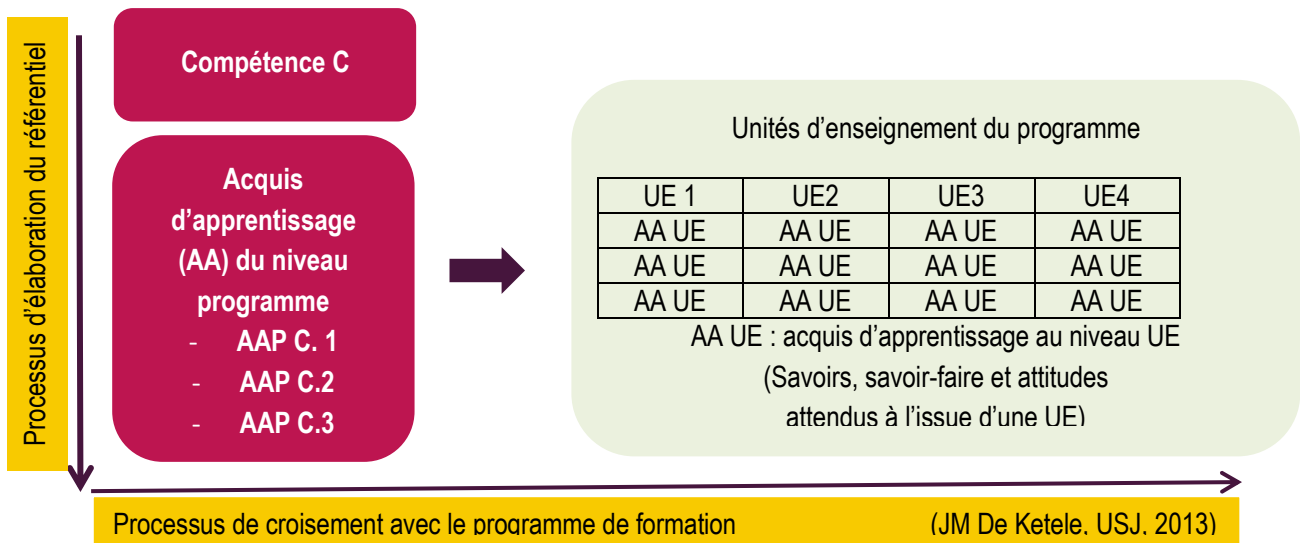 Processus d'élaboration du référentiel
Compétence C
Acquis
d'apprentissage
(AA) du niveau
programme
- AAP C. 1
- AAP C.2
- AAP C.3
Unités d'enseignement du programme
UE 1 UE2 UE3 UE4
AA UE AA UE AA UE AA UE
AA UE AA UE AA UE AA UE
AA UE AA UE AA UE AA UE
AA UE : acquis d'apprentissage au niveau UE
(Savoirs, savoir-faire et attitudes
attendus à l'issue d'une UE)
Processus de croisement avec le programme de formation (JM De Ketele, USJ, 2013)